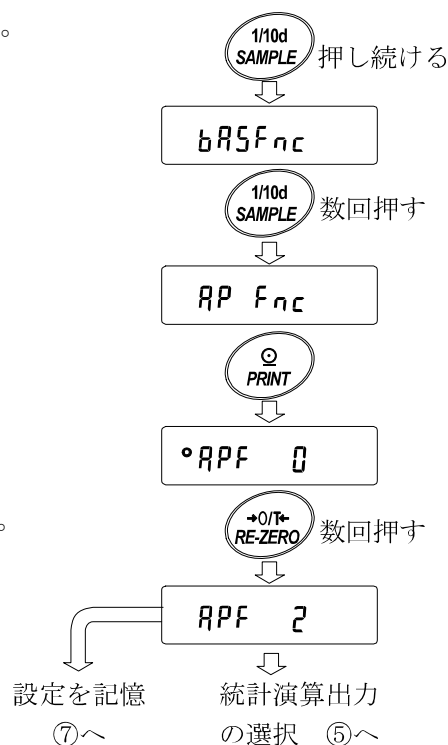 。
1/10d
SAMPLE 押し続ける
bASFnc
1/10d
SAMPLE 数回押す
AP Fnc
PRINT
°APF 0
→0/T←
RE-ZERO 数回押す
。
APF 2
設定を記憶 統計演算出力
⑦へ の選択 ⑤へ